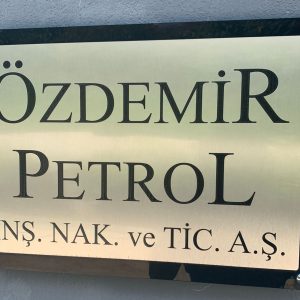 ÖZDEMİR
PETROL
İNŞ. NAK. ve TİC. A.Ş.